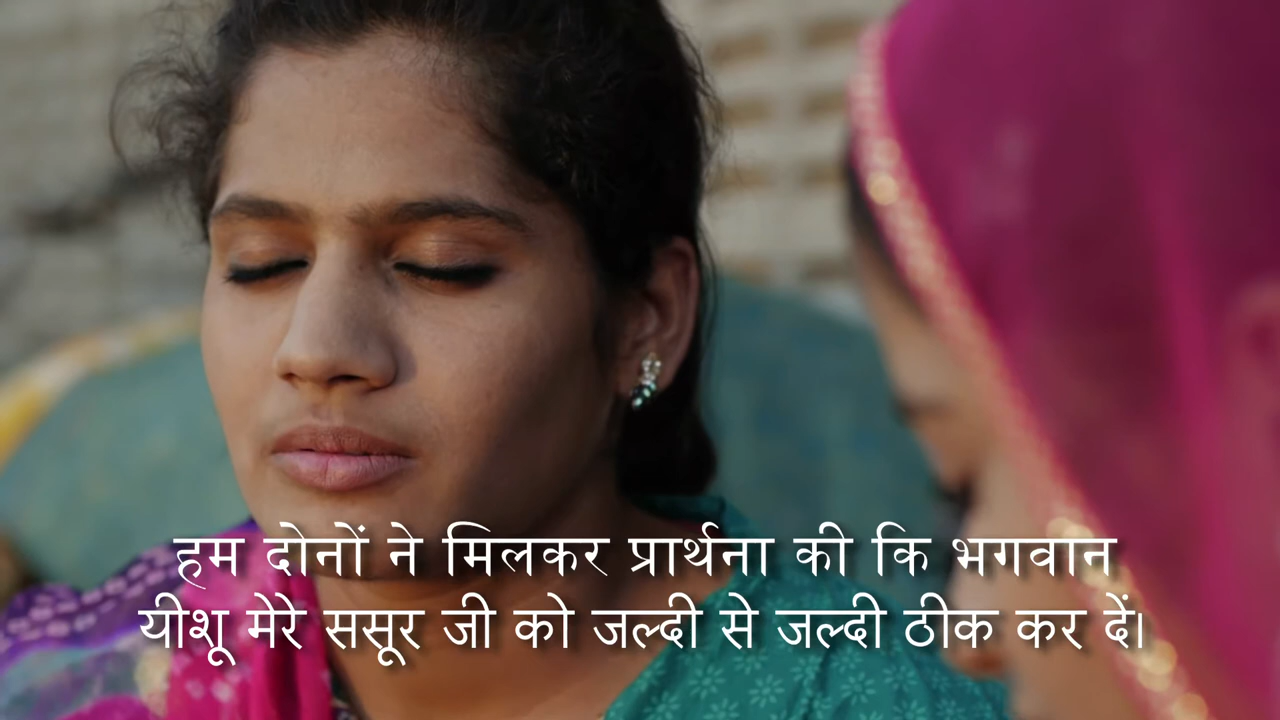 हम दोनों ने मिलकर प्रार्थना की कि भगवान
यीशू मेरे ससूर जी को जल्दी से जल्दी ठीक कर दें।